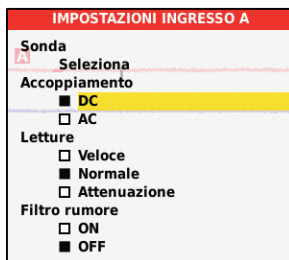 IMPOSTAZIONI INGRESSO A
Sonda
A
Seleziona
Accoppiamento
DC
AC
Letture
Veloce
Normale
Attenuazione
Filtro rumore
ON
OFF